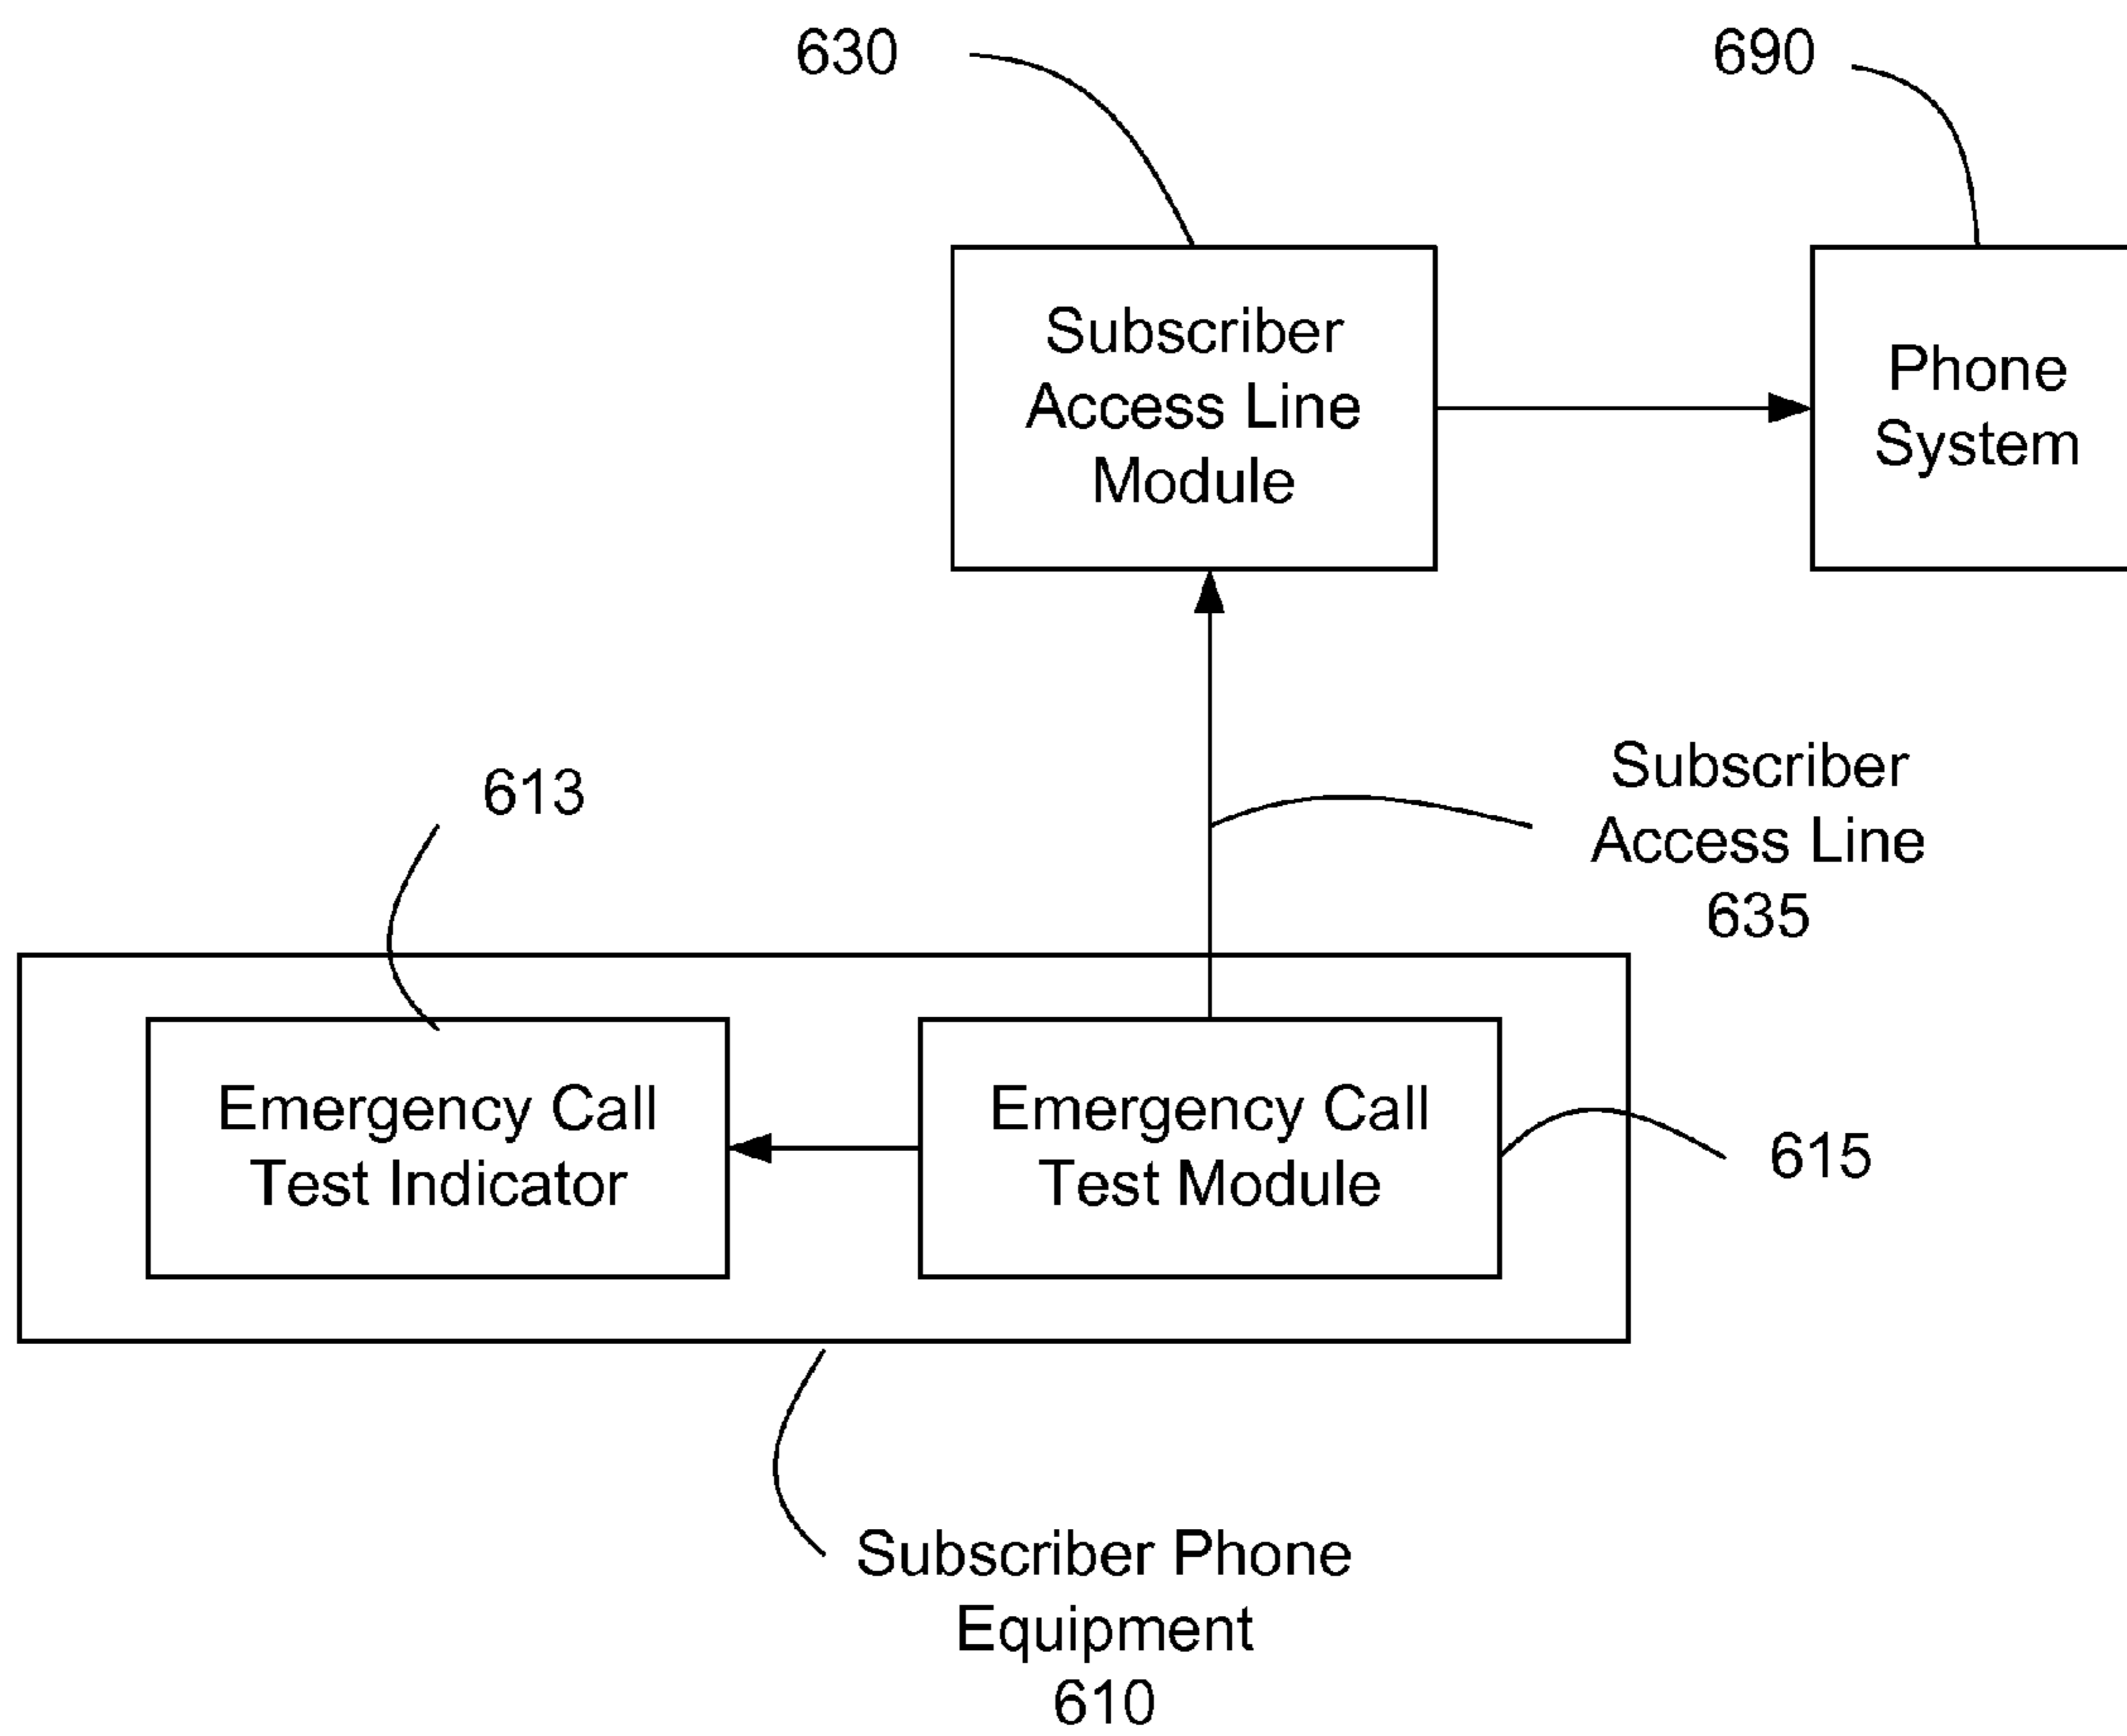 630
690
Subscriber
Access Line
Module
Phone
System
Subscriber
Access Line
635
613
Emergency Call
Test Indicator
Emergency Call
Test Module
615
Subscriber Phone
Equipment
610